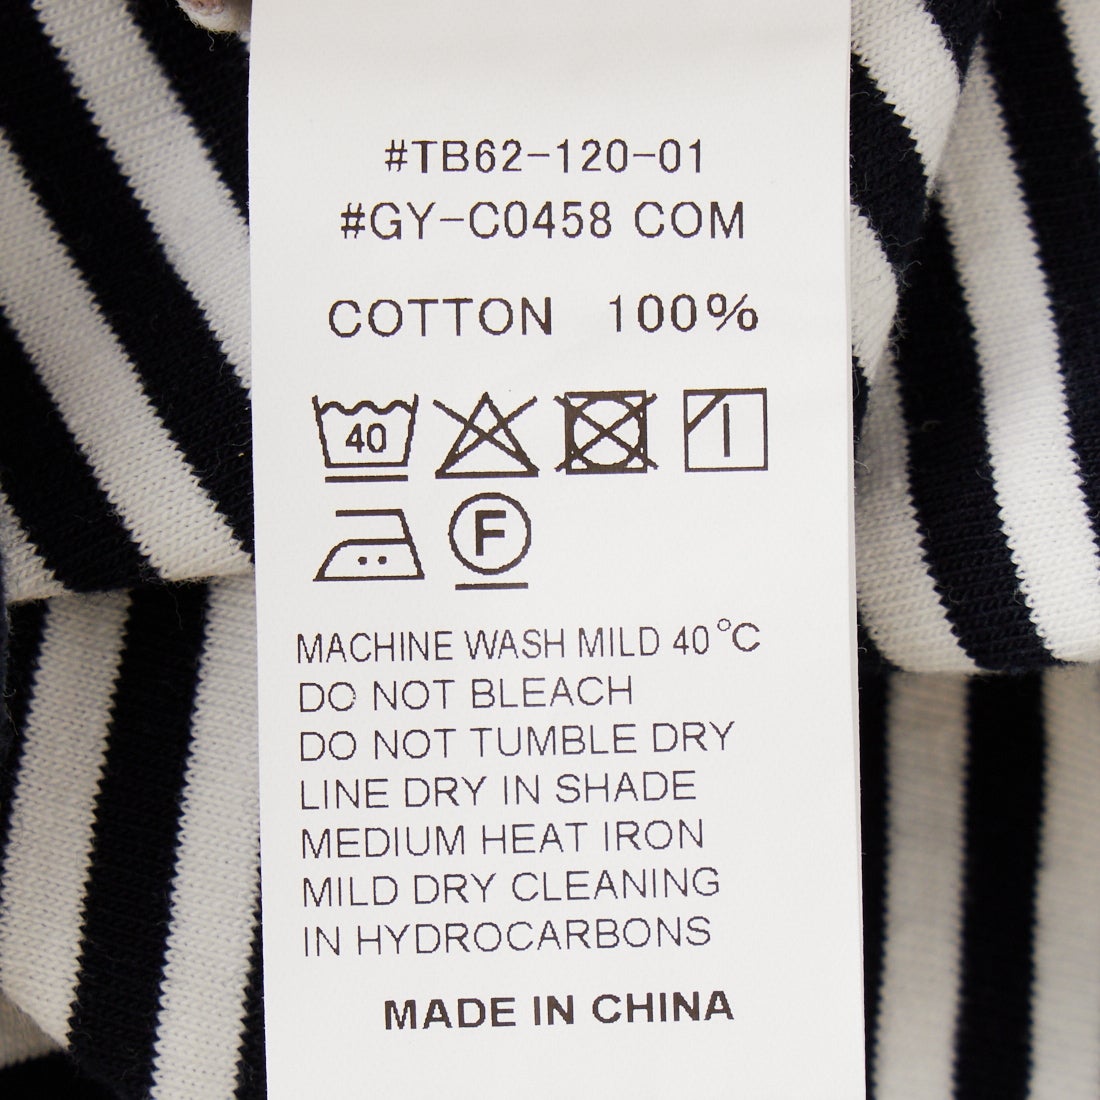 #TB62-120-01
#GY-C0458 COM
COTTON 100%
40
F
MACHINE WASH MILD 40°C
DO NOT BLEACH
DO NOT TUMBLE DRY
LINE DRY IN SHADE
MEDIUM HEAT IRON
MILD DRY CLEANING
IN HYDROCARBONS
MADE IN CHINA